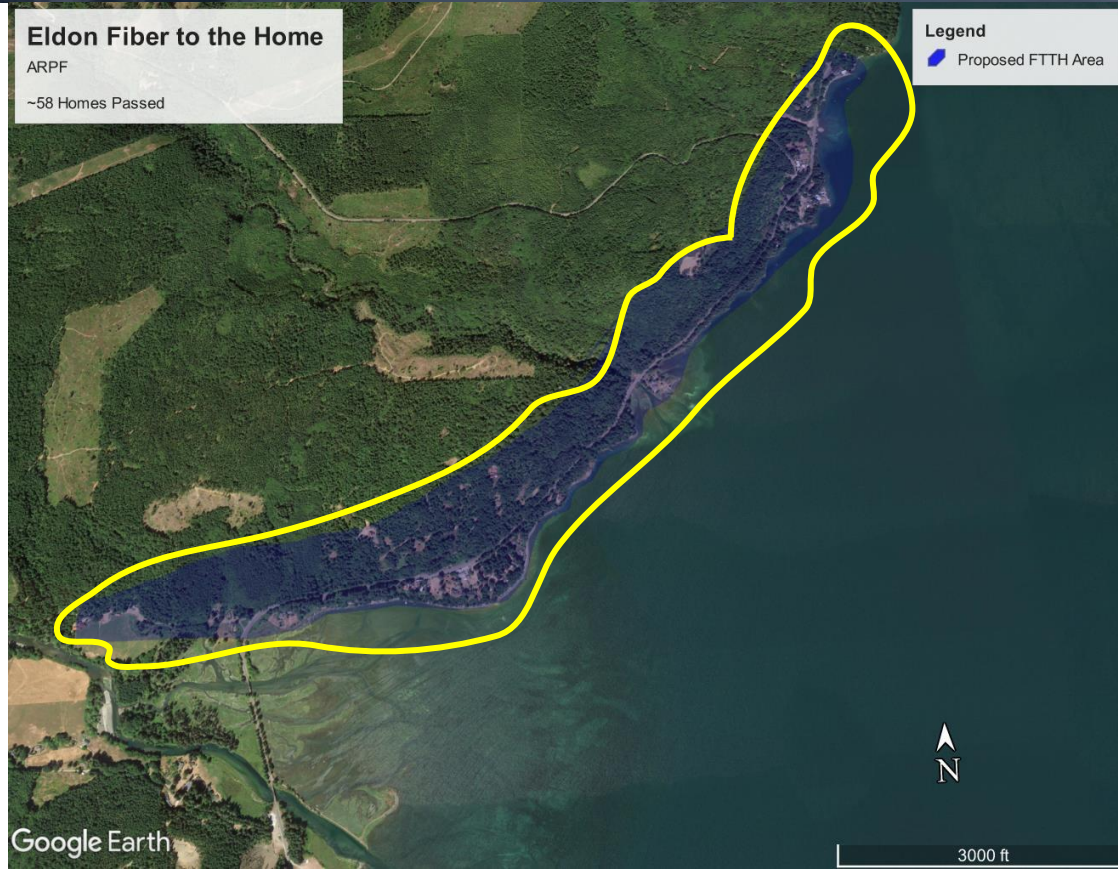 Eldon Fiber to the Home
ARPF
~58 Homes Passed
Legend
Proposed FTTH Area
N
Google Earth
3000 ft